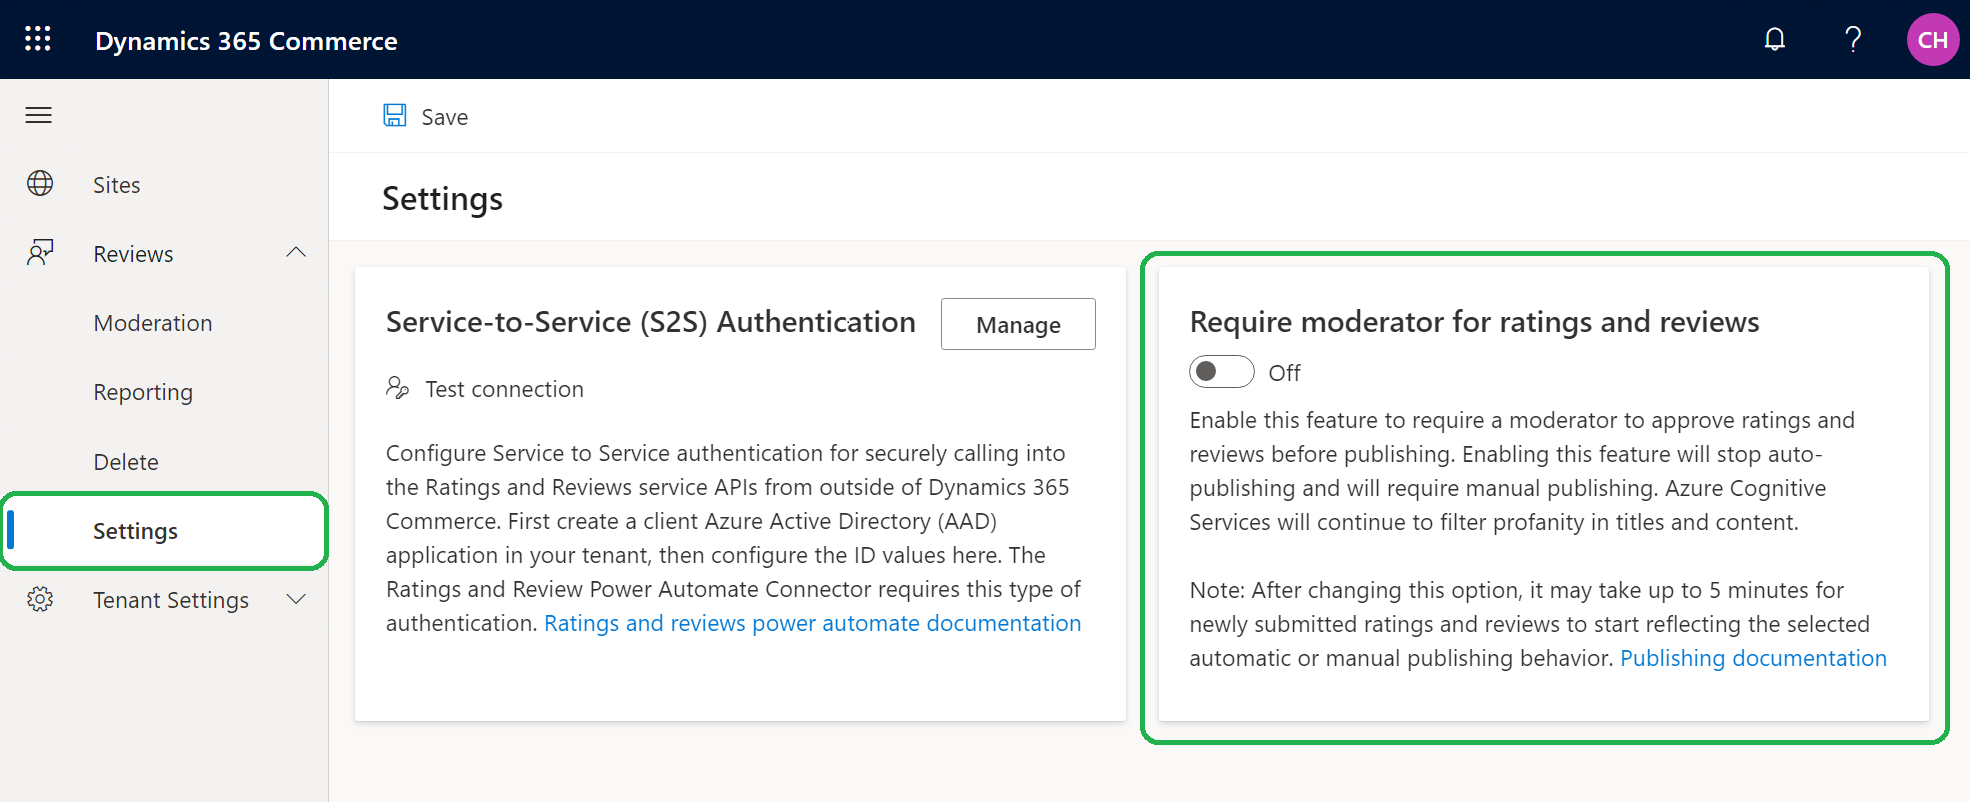 Dynamics 365 Commerce
CH
Save
Sites
Reviews
Moderation
Reporting
Delete
Settings
Tenant Settings
Settings
Service-to-Service (S2S) Authentication
Manage
Test connection
Configure Service to Service authentication for securely calling into
the Ratings and Reviews service APIs from outside of Dynamics 365
Commerce. First create a client Azure Active Directory (AAD)
application in your tenant, then configure the ID values here. The
Ratings and Review Power Automate Connector requires this type of
authentication. Ratings and reviews power automate documentation
Require moderator for ratings and reviews
Off
Enable this feature to require a moderator to approve ratings and
reviews before publishing. Enabling this feature will stop auto-
publishing and will require manual publishing. Azure Cognitive
Services will continue to filter profanity in titles and content.
Note: After changing this option, it may take up to 5 minutes for
newly submitted ratings and reviews to start reflecting the selected
automatic or manual publishing behavior. Publishing documentation